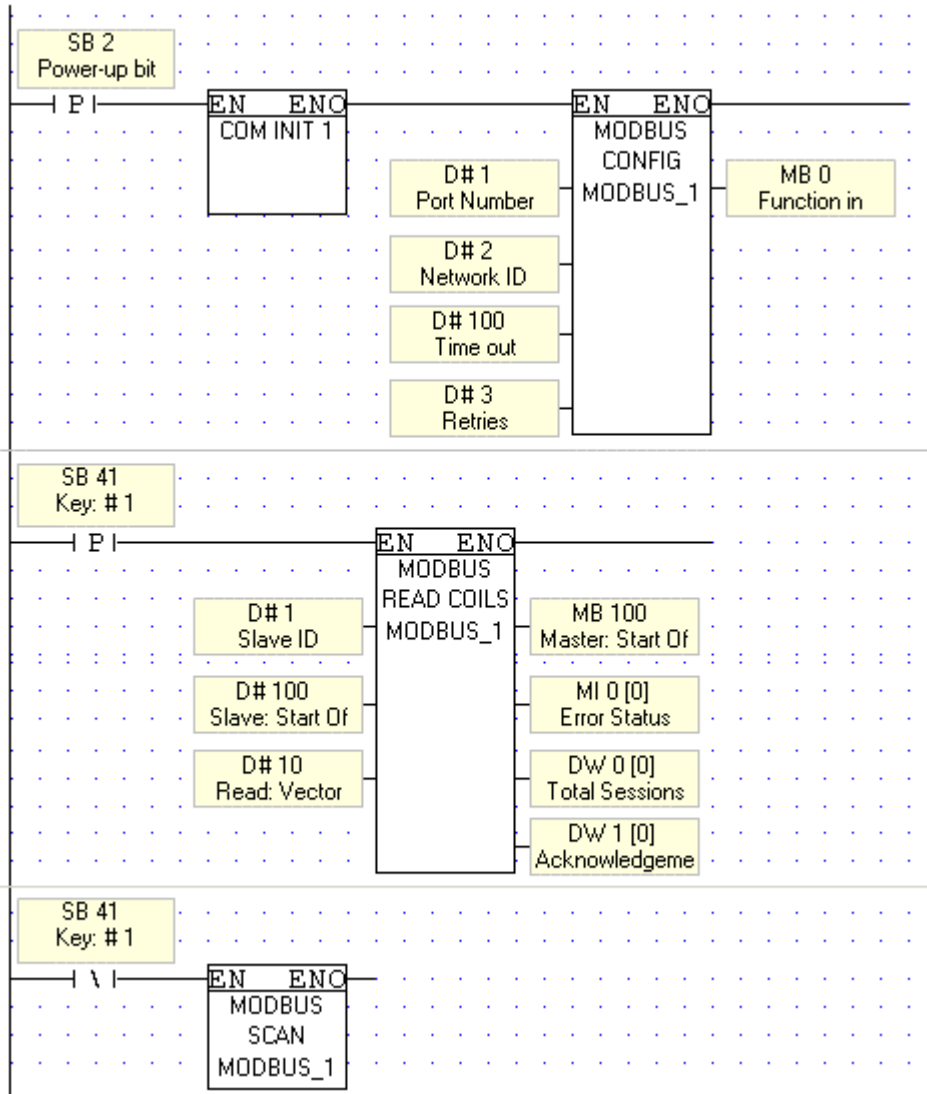 SB 2
Power-up bit
P
EN ENO
COM INIT 1
EN ENO
MODBUS
CONFIG
MODBUS_1
D# 1
Port Number
MB 0
Function in
D# 2
Network ID
D# 100
Time out
D# 3
Retries
SB 41
Key: # 1
P
EN ENO
MODBUS
READ COILS
MODBUS_1
D# 1
Slave ID
MB 100
Master: Start Of
D# 100
Slave: Start Of
MI 0 [0]
Error Status
D# 10
Read: Vector
DW 0 [0]
Total Sessions
DW 1 [0]
Acknowledgeme
SB 41
Key: # 1
\
EN ENO
MODBUS
SCAN
MODBUS_1